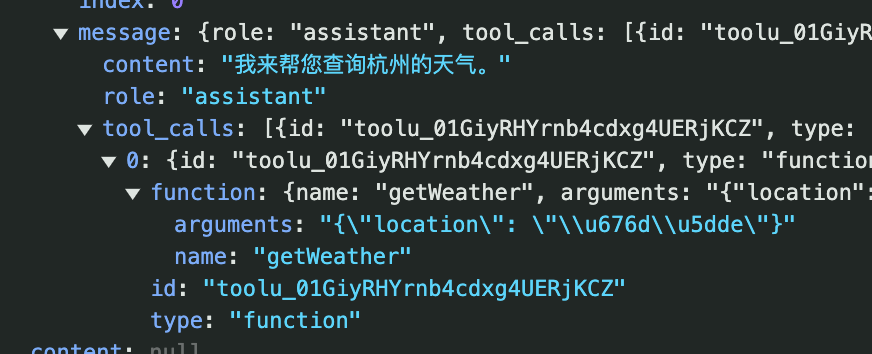 index: 0
▼ message: {role: "assistant", tool_calls: [{id: "toolu_01GiyR
content: "我来帮您查询杭州的天气。"
role: "assistant"
▼ tool_calls: [{id: "toolu_01GiyRHYrnb4cdxg4UERjKCZ", type:
▼ 0: {id: "toolu_01GiyRHYrnb4cdxg4UERjKCZ", type: "function
▼ function: {name: "getWeather", arguments: "{"location":
arguments: "{\"location\": \"\\u676d\\u5dde\"}"
name: "getWeather"
id: "toolu_01GiyRHYrnb4cdxg4UERjKCZ"
type: "function"
content: null